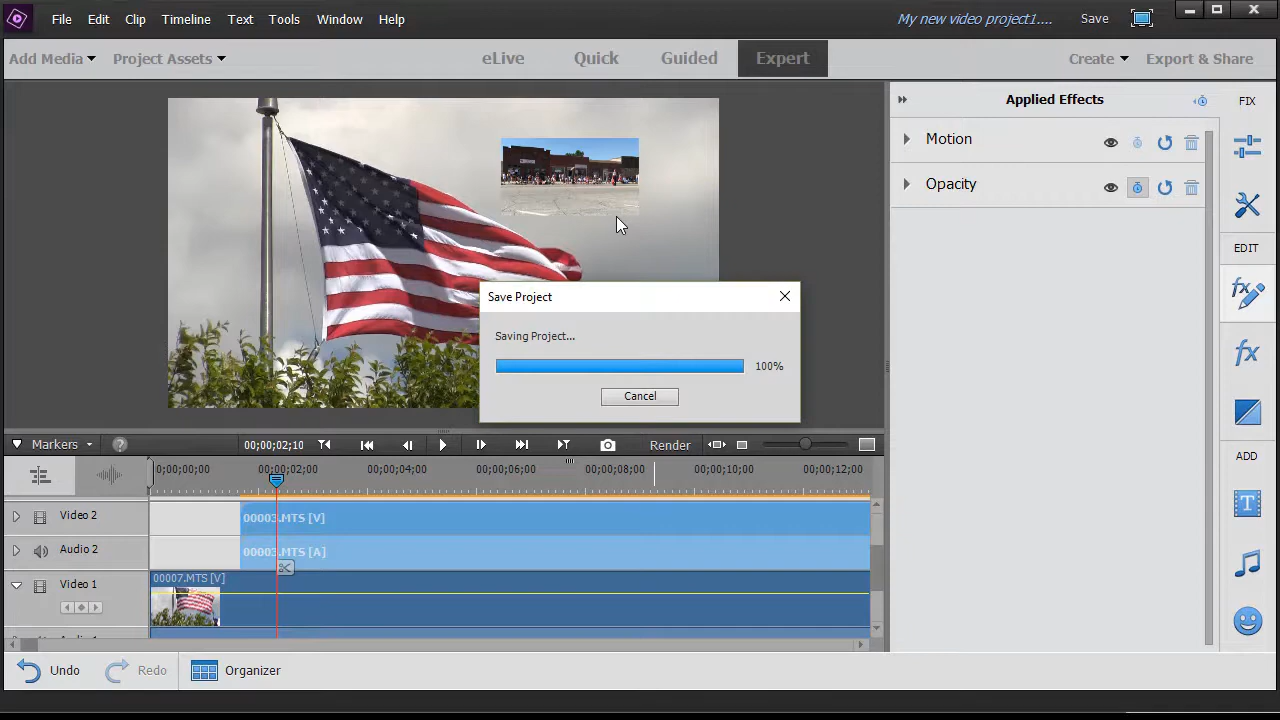 File Edit Clip Timeline Text Tools Window Help
My new video project1.... Save
Add Media Project Assets eLive Quick Guided Expert Create Export & Share
Applied Effects FIX
Motion
Opacity
EDIT
Save Project
Saving Project...
100%
Cancel
Markers 00;00;02;10 Render
0;00;00;00 00;00;02;00 00;00;04;00 00;00;06;00 00;00;08;00 00;00;10;00 00;00;12;00
ADD
Video 2 00003.MTS [V]
Audio 2 00003.MTS [A]
00007.MTS [V]
Video 1
Undo Redo Organizer